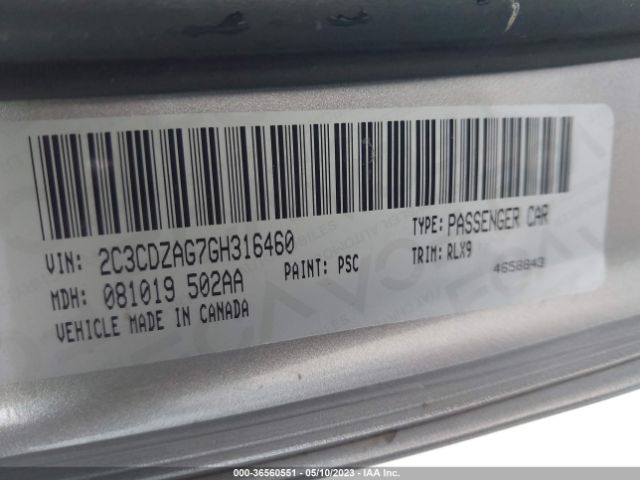 VIN: 2C3CDZAG7GH316460
TYPE: PASSENGER CAR
MDH: 081019 502AA
PAINT: PSC
TRIM: RLX9
4658843
VEHICLE MADE IN CANADA
000-36560551 - 05/10/2023 - IAA Inc.